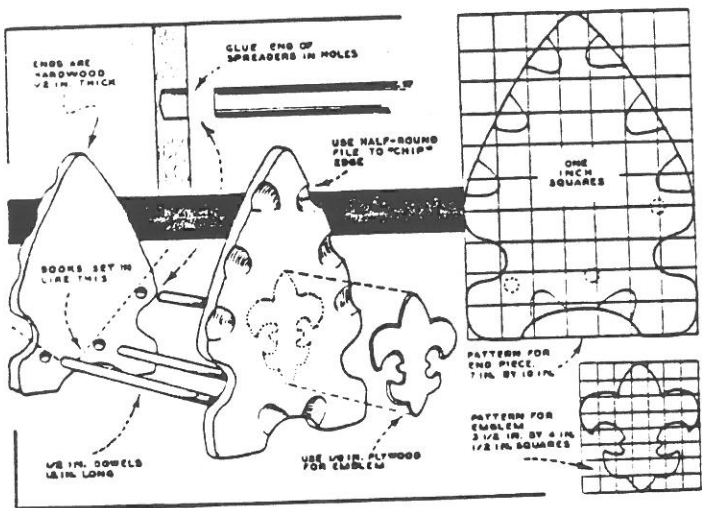 ENDS ARE
HARDWOOD
1/2 IN. THICK
GLUE END OF
SPREADERS IN HOLES
USE HALF-ROUND
FILE TO "CHIP"
EDGE
ONE
INCH
SQUARES
BOOKS SET IN
LIKE THIS
PATTERN FOR
END PIECE.
7 IN. BY 10 IN.
PATTERN FOR
EMBLEM
3 1/2 IN. BY 4 IN.
1/2 IN. SQUARES
1/2 IN. DOWELS
IN. LONG
USE 1/8 IN. PLYWOOD
FOR EMBLEM